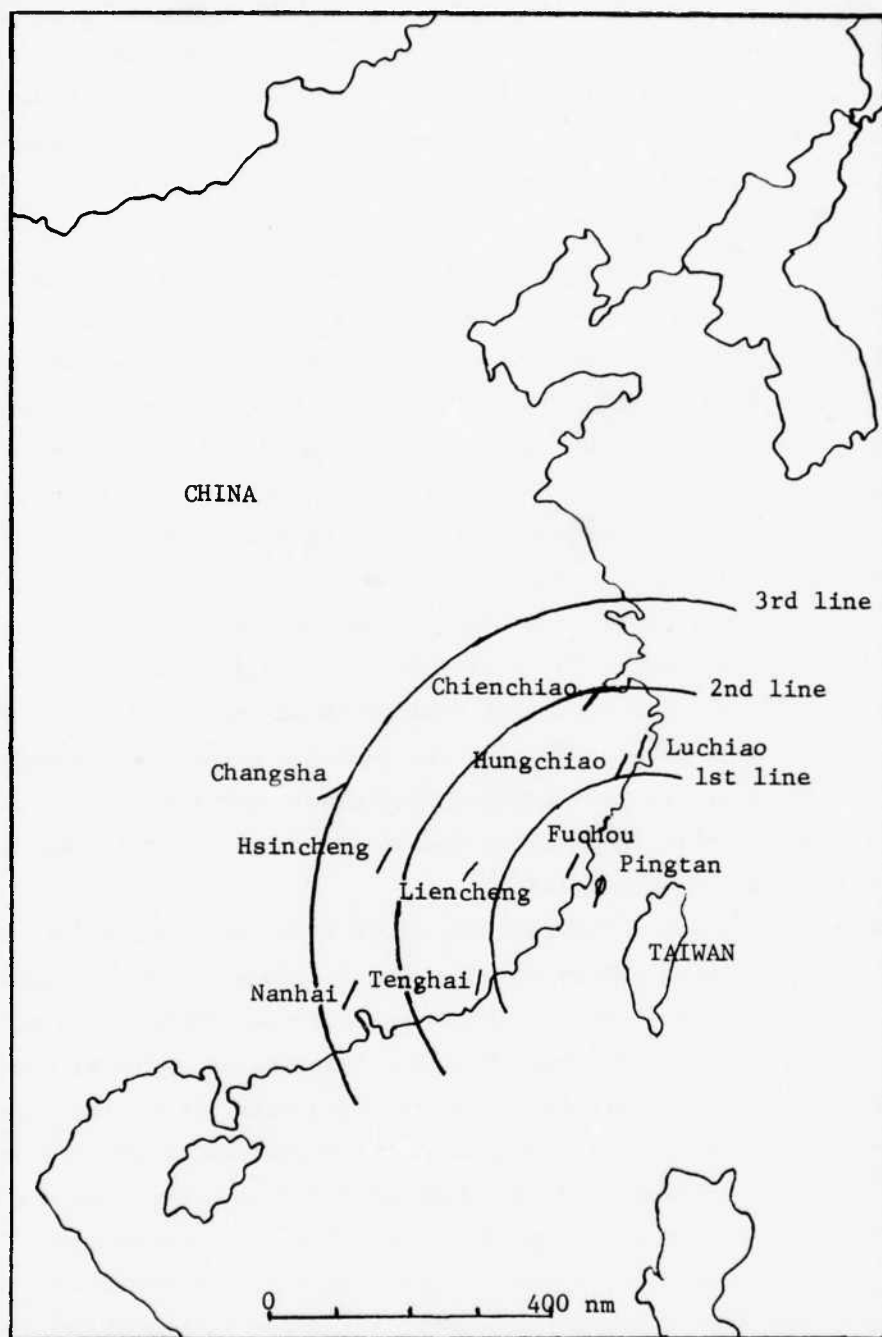 CHINA
3rd line
Chienchiao
2nd line
Hungchiao
Luchiao
Changsha
1st line
Hsincheng
Fuchou
Liencheng
Pingtan
TAIWAN
Nanhai
Tenghai
0
400 nm